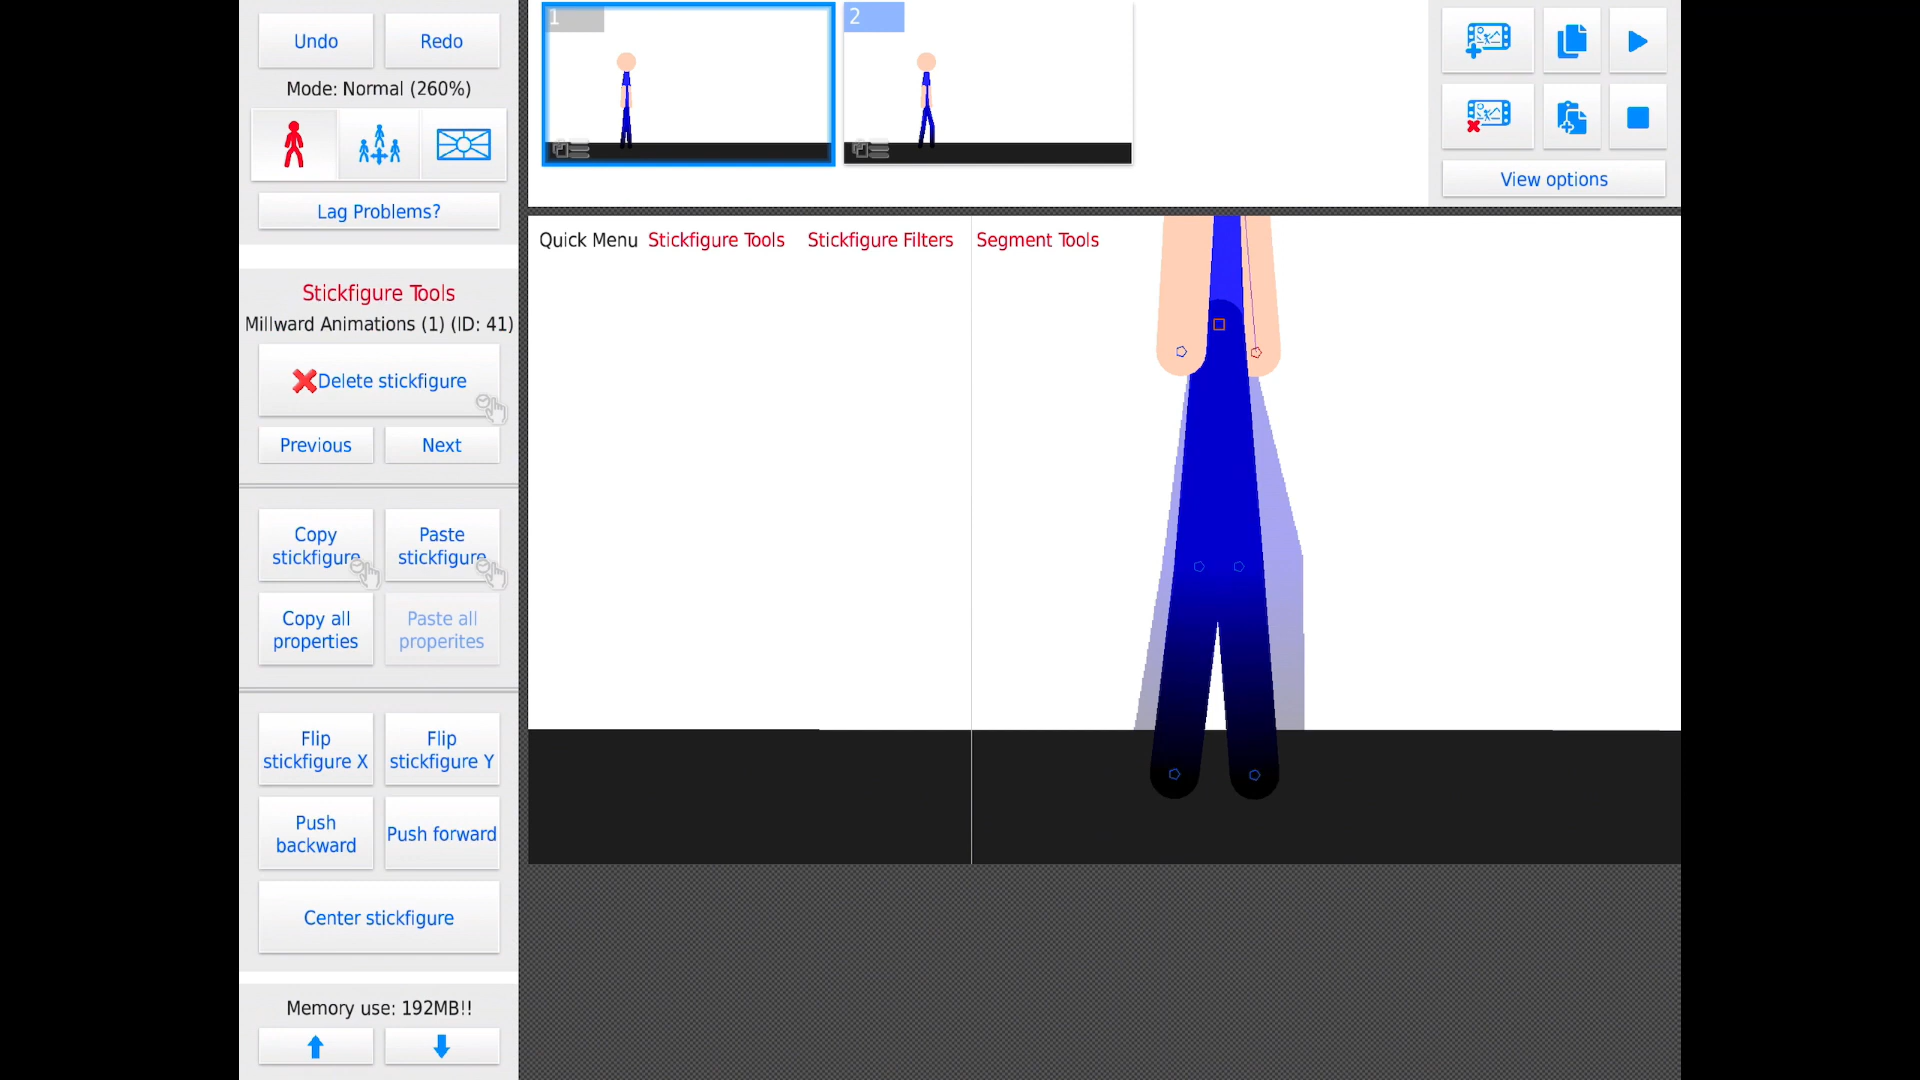 Undo
Redo
Mode: Normal (260%)
Lag Problems?
1
2
View options
Quick Menu Stickfigure Tools Stickfigure Filters Segment Tools
Stickfigure Tools
Millward Animations (1) (ID: 41)
Delete stickfigure
Previous
Next
Copy
stickfigure
Paste
stickfigure
Copy all
properties
Paste all
properites
Flip
stickfigure X
Flip
stickfigure Y
Push
backward
Push forward
Center stickfigure
Memory use: 192MB!!